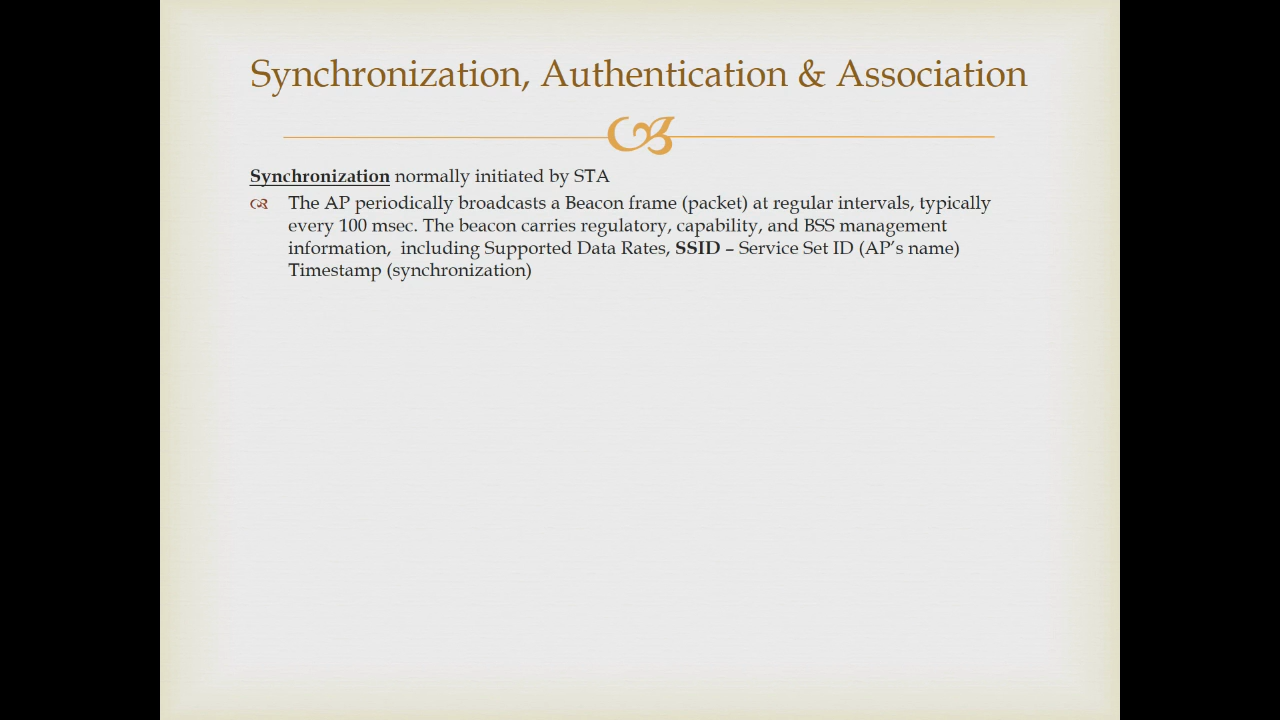 Synchronization, Authentication & Association
Synchronization normally initiated by STA
The AP periodically broadcasts a Beacon frame (packet) at regular intervals, typically
every 100 msec. The beacon carries regulatory, capability, and BSS management
information,  including Supported Data Rates, SSID – Service Set ID (AP’s name)
Timestamp (synchronization)